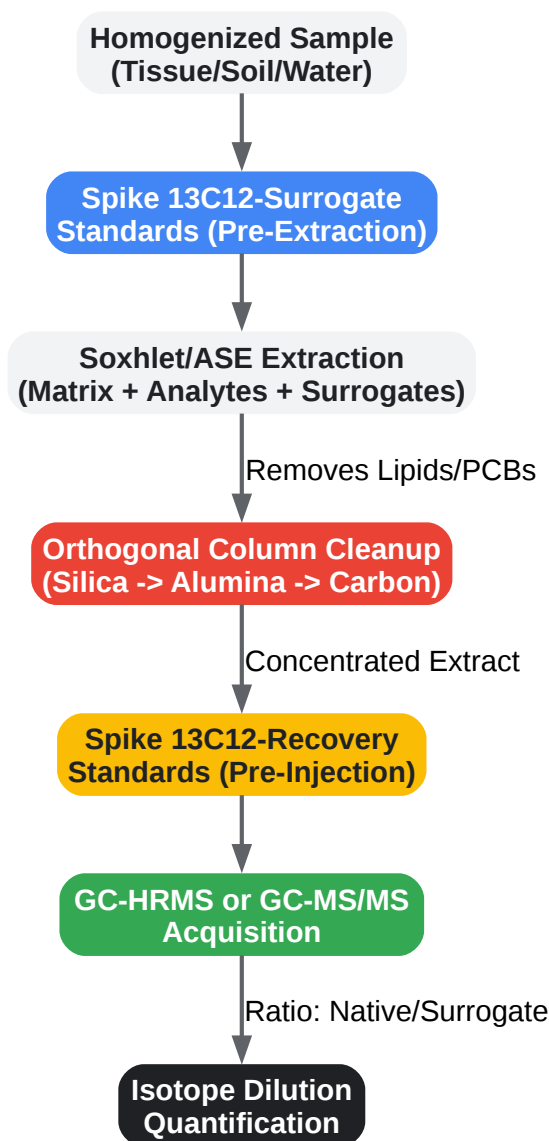 Homogenized Sample
(Tissue/Soil/Water)
Spike 13C12-Surrogate
Standards (Pre-Extraction)
Soxhlet/ASE Extraction
(Matrix + Analytes + Surrogates)
Removes Lipids/PCBs
Orthogonal Column Cleanup
(Silica -> Alumina -> Carbon)
Concentrated Extract
Spike 13C12-Recovery
Standards (Pre-Injection)
GC-HRMS or GC-MS/MS
Acquisition
Ratio: Native/Surrogate
Isotope Dilution
Quantification